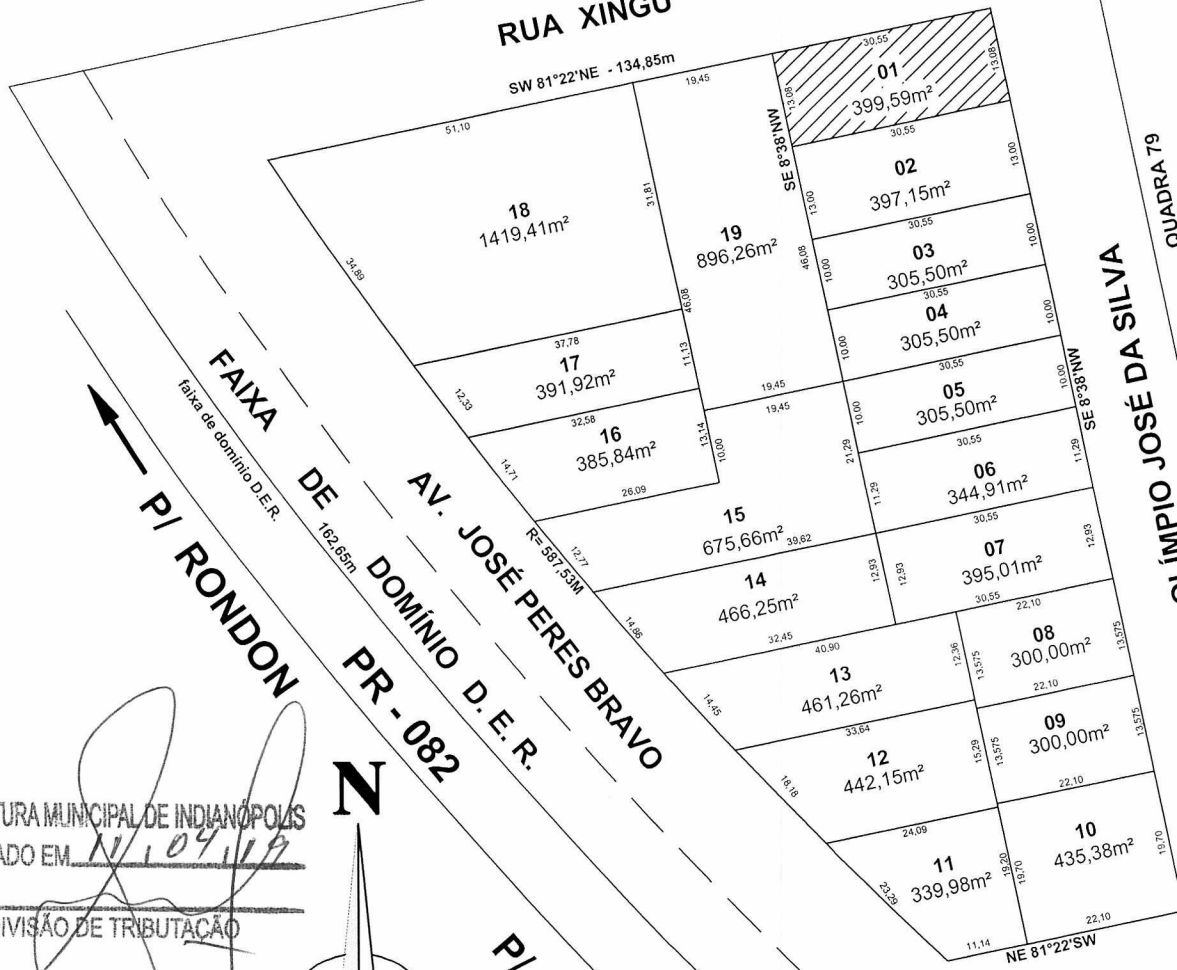 RUA XINGU
SW 81°22'NE - 134,85m
51,10
19,45
30,55
01
399,59m²
13,08
13,08
SE 8°38'NW
30,55
02
397,15m²
13,00
13,00
30,55
03
305,50m²
10,00
10,00
30,55
04
305,50m²
10,00
10,00
30,55
05
305,50m²
10,00
10,00
SE 8°38'NW
30,55
06
344,91m²
11,29
11,29
21,29
30,55
07
395,01m²
12,93
12,93
12,93
30,55
22,10
08
300,00m²
13,575
13,575
22,10
09
300,00m²
13,575
13,575
22,10
10
435,38m²
19,70
19,70
22,10
NE 81°22'SW
18
1419,41m²
31,81
34,89
19
896,26m²
46,08
46,08
19,45
19,45
37,78
17
391,92m²
11,13
12,33
32,58
16
385,84m²
13,14
10,00
14,71
26,09
15
675,66m²
39,62
12,77
R= 587,53M
14
466,25m²
14,86
32,45
40,90
13
461,26m²
12,36
14,45
33,64
12
442,15m²
15,29
18,18
24,09
11
339,98m²
19,20
23,29
11,14
QUADRA 79
OLÍMPIO JOSÉ DA SILVA
AV. JOSÉ PERES BRAVO
FAIXA DE DOMÍNIO D. E. R.
faixa de domínio D.E.R.
162,65m
P/ RONDON
PR - 082
P/
N
TURA MUNICIPAL DE INDIANÓPOLIS
ADO EM 11, 04, 19
IVISÃO DE TRIBUTAÇÃO